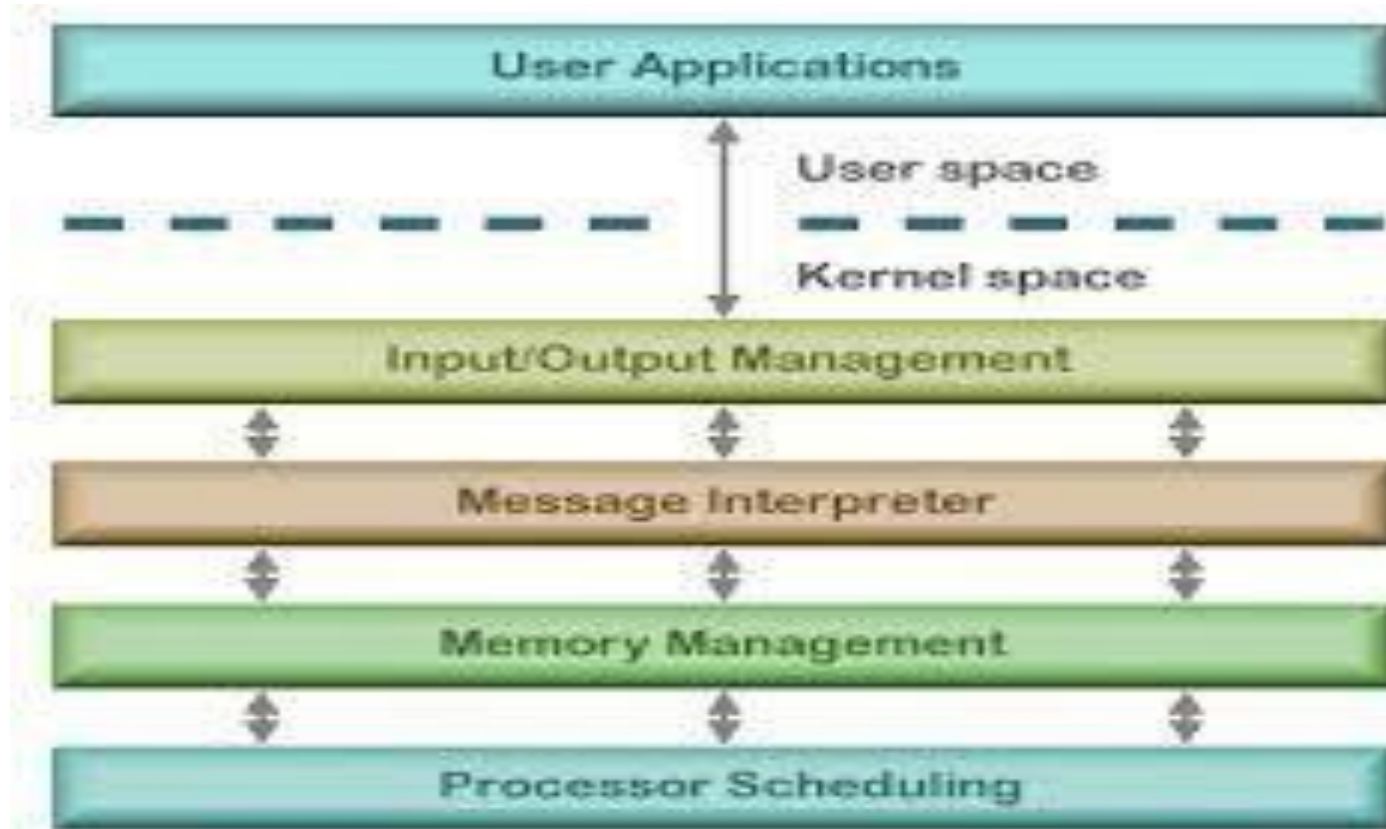 User Applications
User space
Kernel space
Input/Output Management
Message Interpreter
Memory Management
Processor Scheduling